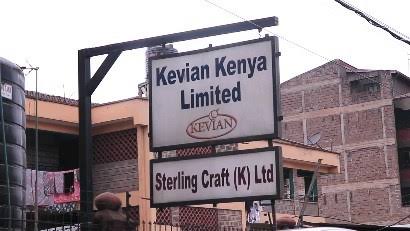 Kevian Kenya
Limited
KEVIAN
Sterling Craft (K) Ltd